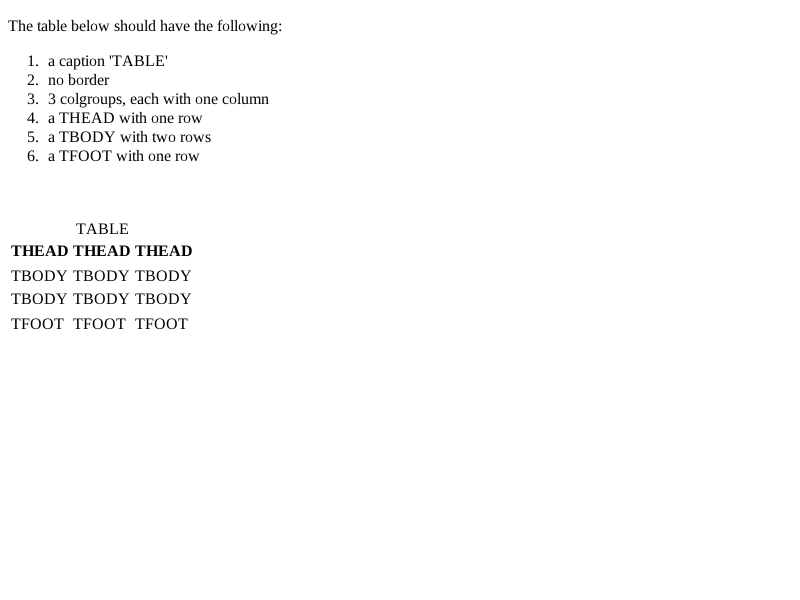 The table below should have the following:
1. a caption 'TABLE'
2. no border
3. 3 colgroups, each with one column
4. a THEAD with one row
5. a TBODY with two rows
6. a TFOOT with one row
TABLE
THEAD THEAD THEAD
TBODY TBODY TBODY
TBODY TBODY TBODY
TFOOT TFOOT TFOOT